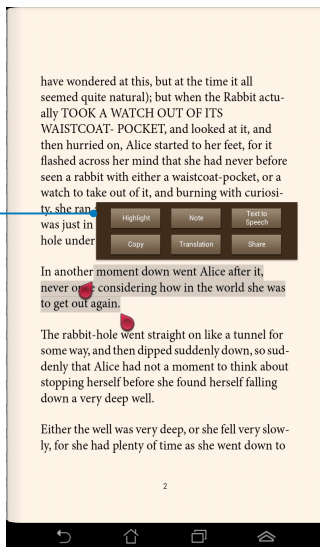 have wondered at this, but at the time it all
seemed quite natural); but when the Rabbit actu-
ally TOOK A WATCH OUT OF ITS
WAISTCOAT- POCKET, and looked at it, and
then hurried on, Alice started to her feet, for it
flashed across her mind that she had never before
seen a rabbit with either a waistcoat-pocket, or a
watch to take out of it, and burning with curiosi-
ty, she ran
was just in
hole under
Highlight
Note
Text to
Speech
Copy
Translation
Share
In another moment down went Alice after it,
never once considering how in the world she was
to get out again.
The rabbit-hole went straight on like a tunnel for
some way, and then dipped suddenly down, so sud-
denly that Alice had not a moment to think about
stopping herself before she found herself falling
down a very deep well.
Either the well was very deep, or she fell very slow-
ly, for she had plenty of time as she went down to
2